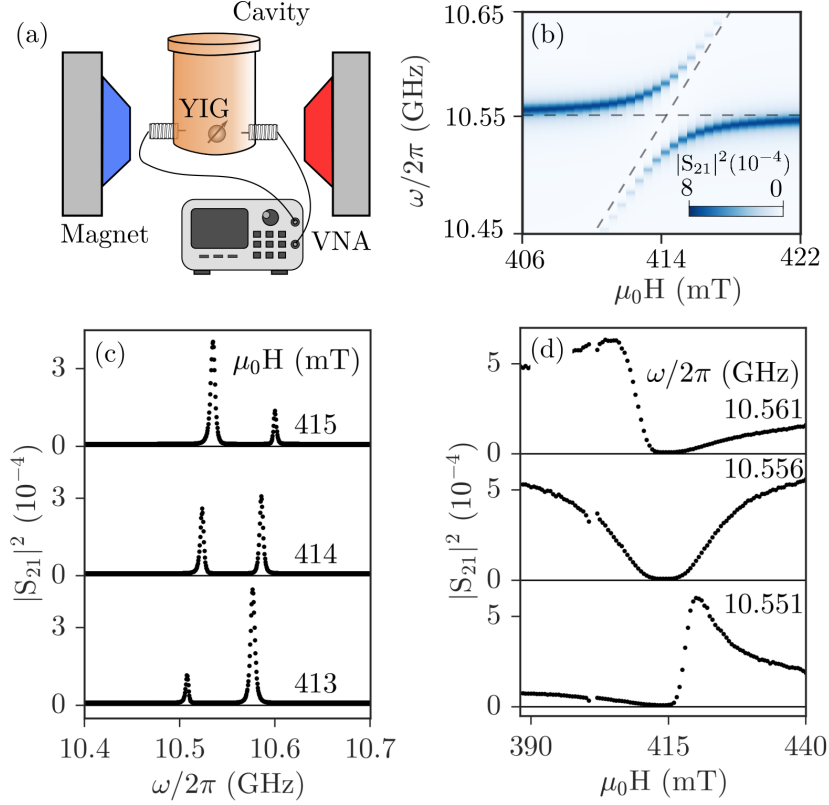 (a)
Cavity
YIG
Magnet
VNA
(b)
ω/2π (GHz)
10.65
10.55
10.45
|S₂₁|² (10⁻⁴)
8 0
406 414 422
μ₀H (mT)
(c)
μ₀H (mT)
415
414
413
|S₂₁|² (10⁻⁴)
3
0
3
0
3
0
10.4 10.5 10.6 10.7
ω/2π (GHz)
(d)
ω/2π (GHz)
10.561
10.556
10.551
|S₂₁|² (10⁻⁴)
5
0
5
0
5
0
390 415 440
μ₀H (mT)